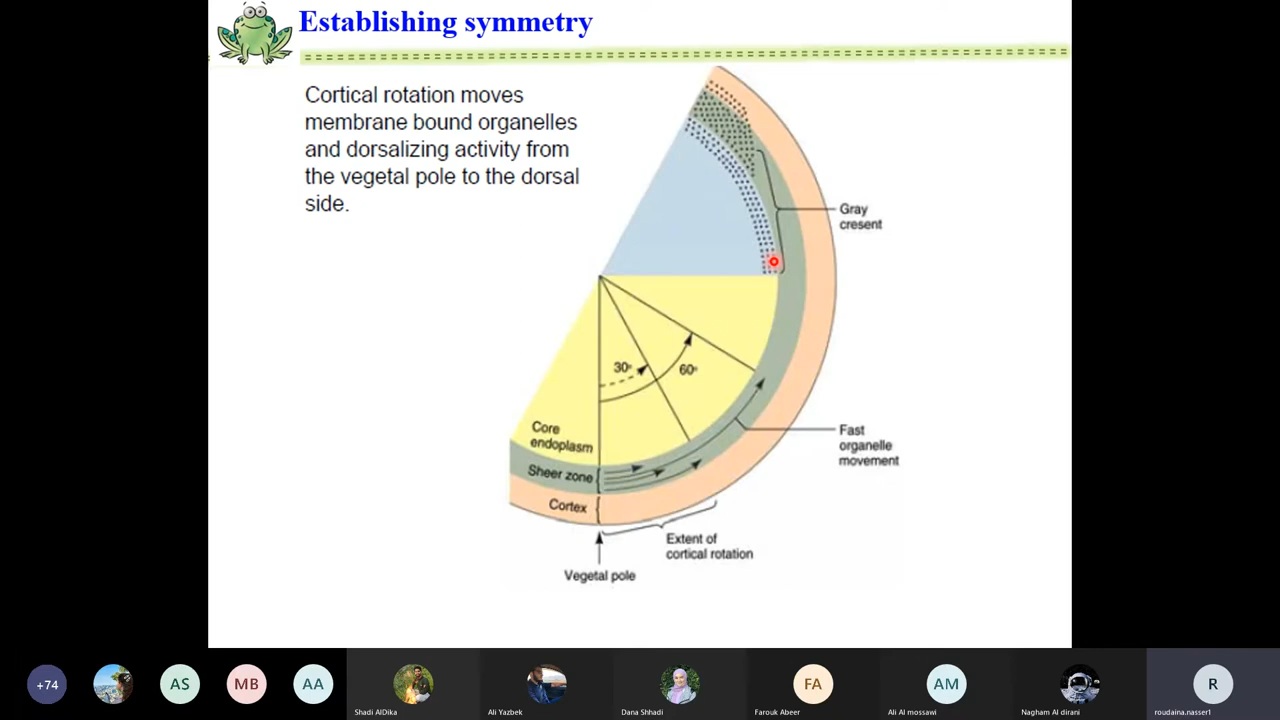 Establishing symmetry
Cortical rotation moves
membrane bound organelles
and dorsalizing activity from
the vegetal pole to the dorsal
side.
Gray
cresent
30°
60°
Core
endoplasm
Fast
organelle
movement
Sheer zone
Cortex
Extent of
cortical rotation
Vegetal pole
+74
AS
MB
AA
FA
AM
R
Shadi AlDika
Ali Yazbek
Dana Shhadi
Farouk Abeer
Ali Al mossawi
Nagham Al dirani
roudaina.nasser1